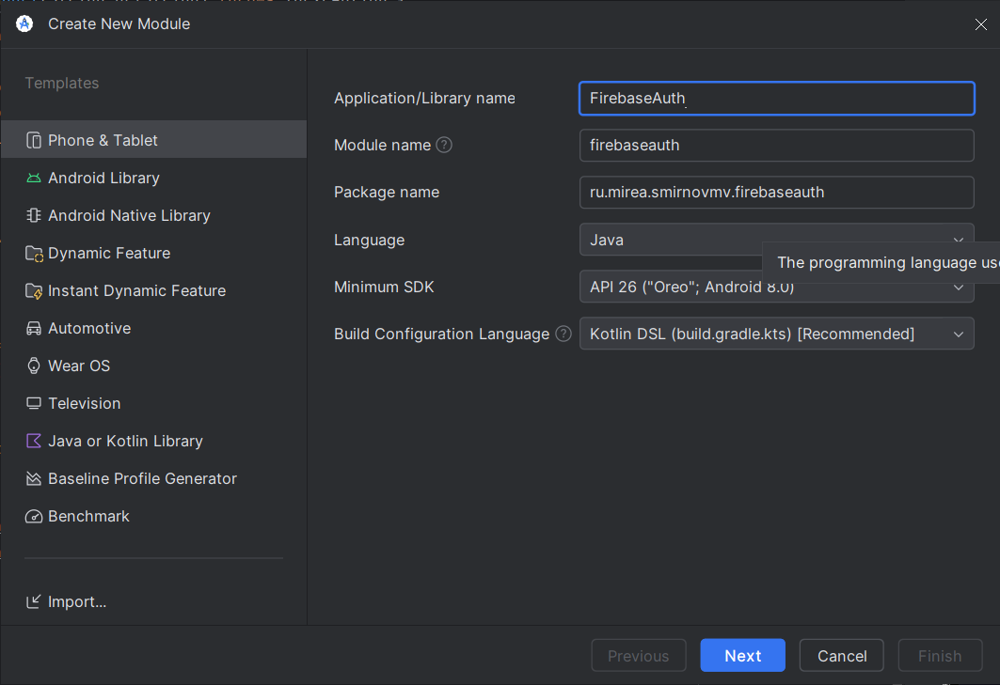 Create New Module
Templates
Phone & Tablet
Android Library
Android Native Library
Dynamic Feature
Instant Dynamic Feature
Automotive
Wear OS
Television
Java or Kotlin Library
Baseline Profile Generator
Benchmark
Import...
Application/Library name FirebaseAuth
Module name ? firebaseauth
Package name ru.mirea.smirnovmv.firebaseauth
Language Java
The programming language
Minimum SDK API 26 ("Oreo"; Android 8.0)
Build Configuration Language ? Kotlin DSL (build.gradle.kts) [Recommended]
Previous Next Cancel Finish